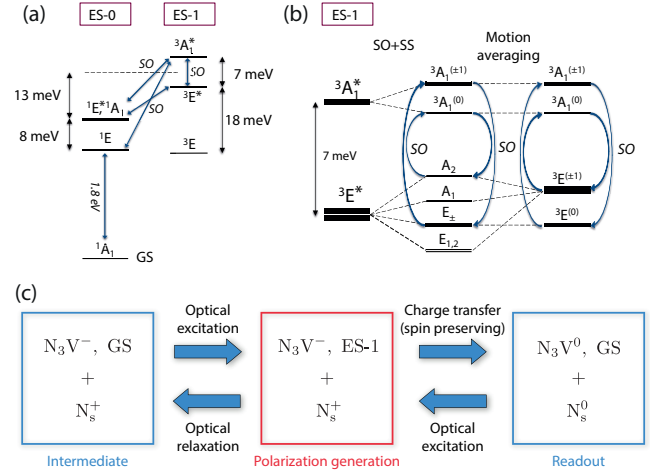 (a)
ES-0
ES-1
³A₁*
SO
7 meV
13 meV
¹E,*¹A₁
SO
³E*
8 meV
¹E
³E
18 meV
1.8 eV
¹A₁
GS
(b)
ES-1
SO+SS
Motion
averaging
³A₁*
³A₁⁽±¹⁾
³A₁⁽±¹⁾
³A₁⁽⁰⁾
³A₁⁽⁰⁾
7 meV
SO
SO
SO
A₂
A₁
³E⁽±¹⁾
³E*
E±
³E⁽⁰⁾
E₁,₂
(c)
Optical
excitation
Charge transfer
(spin preserving)
N₃V⁻, GS
+
Nₛ⁺
N₃V⁻, ES-1
+
Nₛ⁺
N₃V⁰, GS
+
Nₛ⁰
Optical
relaxation
Optical
excitation
Intermediate
Polarization generation
Readout